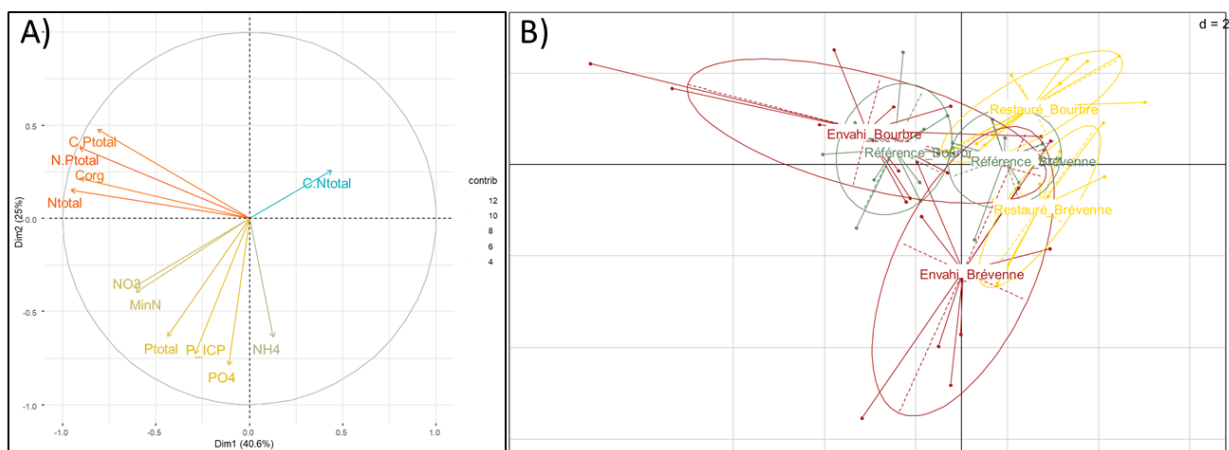 A)
B)
d = 2
Dim2 (25%)
0.5
0.0
-0.5
-1.0
C.Ptotal
N.Ptotal
Corg
Ntotal
C.Ntotal
NO3
MinN
Ptotal
P_ICP
PO4
NH4
-1.0
-0.5
0.0
0.5
1.0
Dim1 (40.6%)
contrib
12
10
8
6
4
Restauré_Bourbre
Envahi_Bourbre
Référence_Bourbr
Référence_Brévenne
Restauré_Brévenne
Envahi_Brévenne